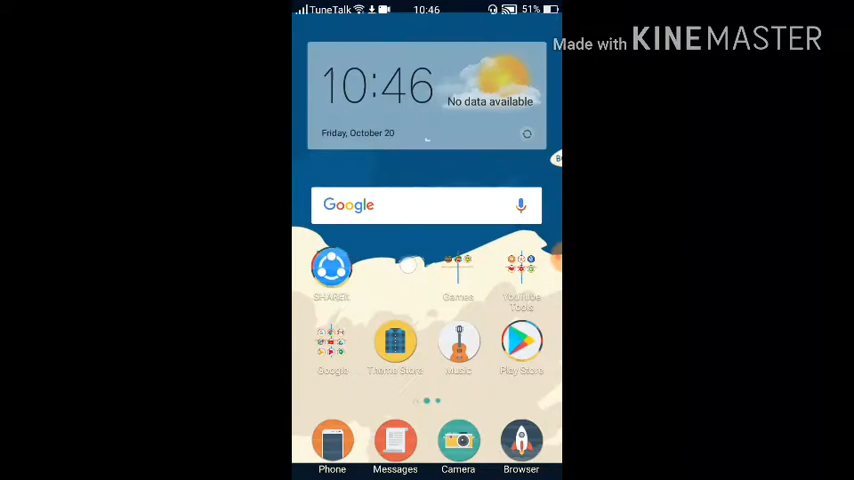 TuneTalk 10:46 51%
Made with KINEMASTER
10:46
No data available
Friday, October 20
Google
SHAREit Games YouTube Tools
Google Theme Store Music Play Store
Phone Messages Camera Browser